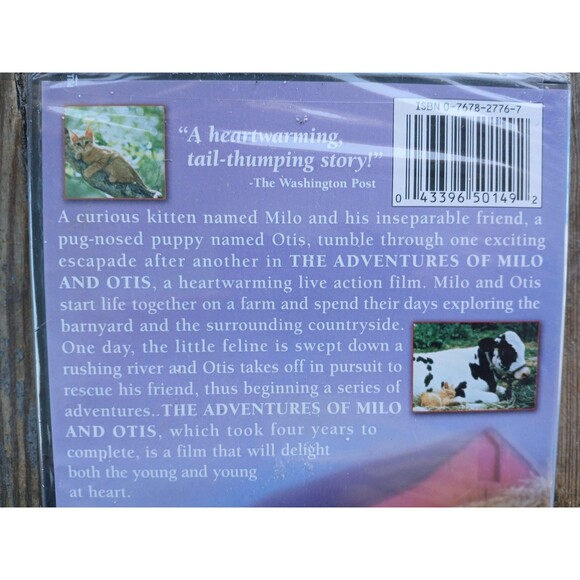 ISBN 0-7678-2776-7
"A heartwarming,
tail-thumping story!"
-The Washington Post
0 43396 50149 2
A curious kitten named Milo and his inseparable friend, a
pug-nosed puppy named Otis, tumble through one exciting
escapade after another in THE ADVENTURES OF MILO
AND OTIS, a heartwarming live action film. Milo and Otis
start life together on a farm and spend their days exploring the
barnyard and the surrounding countryside.
One day, the little feline is swept down a
rushing river and Otis takes off in pursuit to
rescue his friend, thus beginning a series of
adventures..THE ADVENTURES OF MILO
AND OTIS, which took four years to
complete, is a film that will delight
both the young and young
at heart.